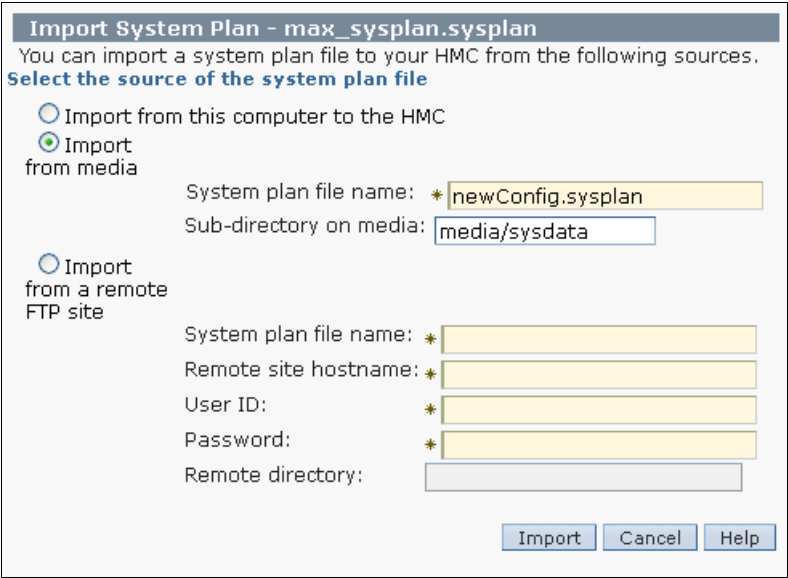 Import System Plan - max_sysplan.sysplan
You can import a system plan file to your HMC from the following sources.
Select the source of the system plan file
Import from this computer to the HMC
Import
from media
System plan file name: * newConfig.sysplan
Sub-directory on media: media/sysdata
Import
from a remote
FTP site
System plan file name: *
Remote site hostname: *
User ID: *
Password: *
Remote directory:
Import Cancel Help